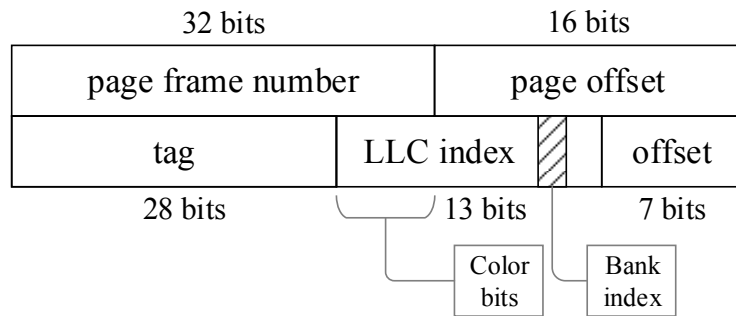 32 bits 16 bits
page frame number page offset
tag LLC index offset
28 bits 13 bits 7 bits
Color bits
Bank index